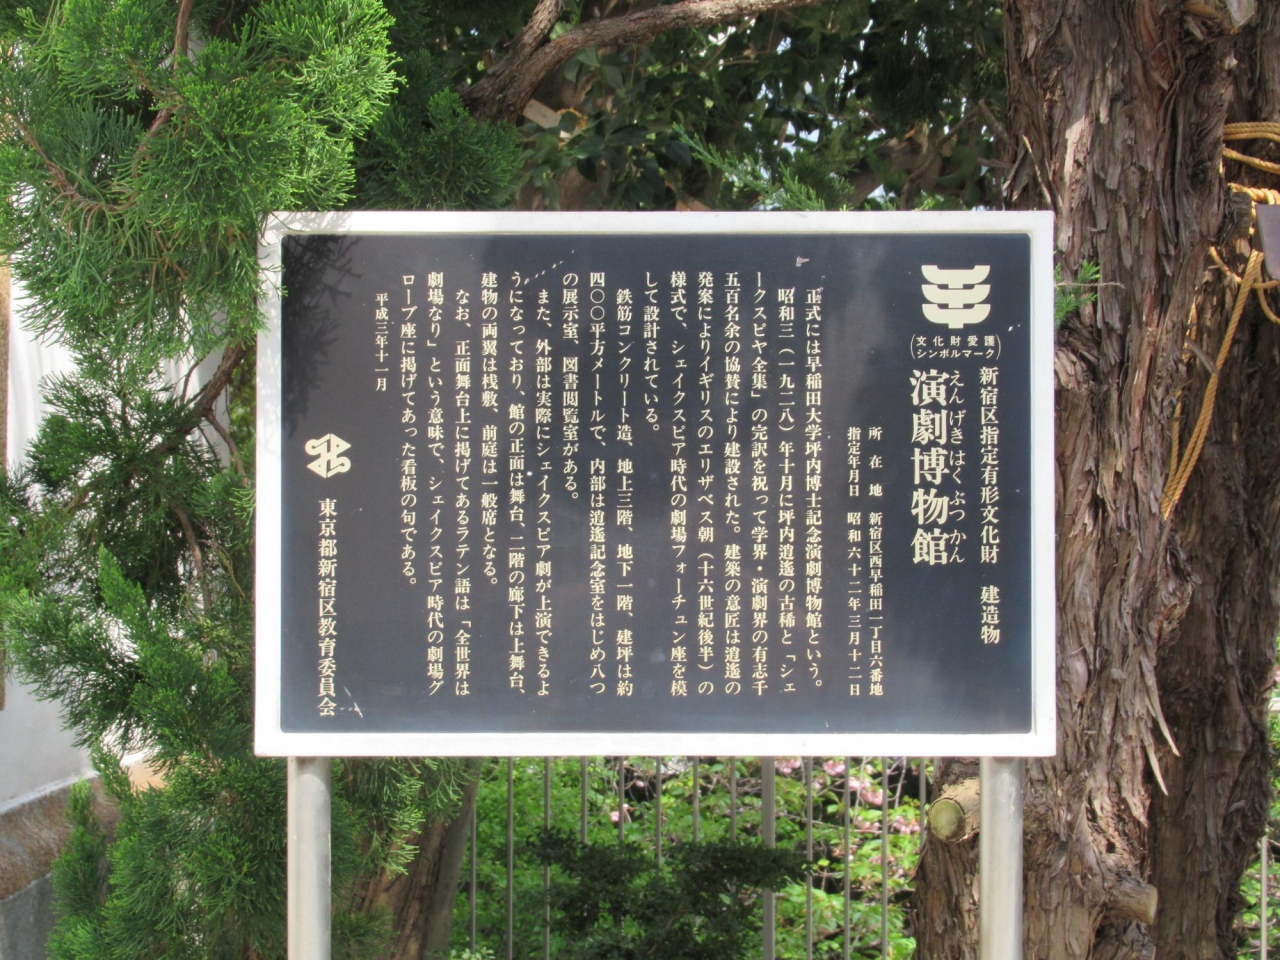 文化財愛護
シンボルマーク
新宿区指定有形文化財 建造物
えんげきはくぶつかん
演劇博物館
所在地 新宿区西早稲田一丁目六番地
指定年月日 昭和六十二年三月十二日
正式には早稲田大学坪内博士記念演劇博物館という。
昭和三(一九二八)年十月に坪内逍遙の古稀と「シェ
ークスピヤ全集」の完訳を祝って学界・演劇界の有志千
五百名余の協賛により建設された。建築の意匠は逍遙の
発案によりイギリスのエリザベス朝(十六世紀後半)の
様式で、シェイクスピア時代の劇場フォーチュン座を模
して設計されている。
鉄筋コンクリート造、地上三階、地下一階、建坪は約
四〇〇平方メートルで、内部は逍遙記念室をはじめ八つ
の展示室、図書閲覧室がある。
また、外部は実際にシェイクスピア劇が上演できるよ
うになっており、館の正面は舞台、二階の廊下は上舞台、
建物の両翼は桟敷、前庭は一般席となる。
なお、正面舞台上に掲げてあるラテン語は「全世界は
劇場なり」という意味で、シェイクスピア時代の劇場グ
ローブ座に掲げてあった看板の句である。
平成三年十一月
東京都新宿区教育委員会